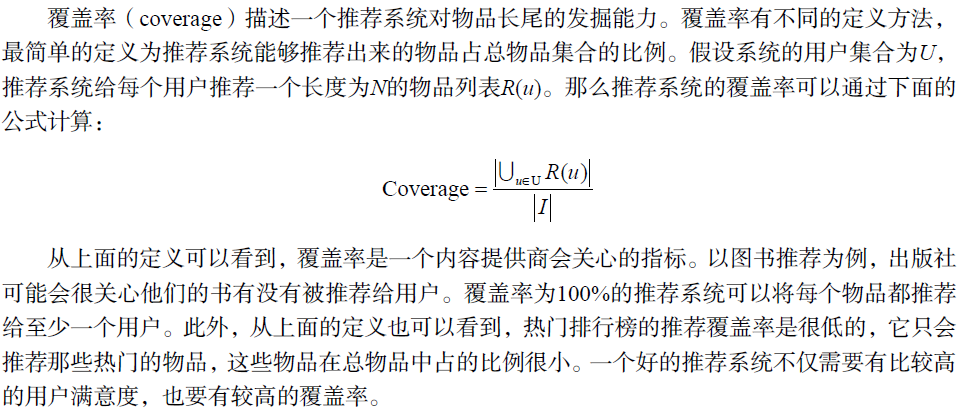 覆盖率（coverage）描述一个推荐系统对物品长尾的发掘能力。覆盖率有不同的定义方法，
最简单的定义为推荐系统能够推荐出来的物品占总物品集合的比例。假设系统的用户集合为U，
推荐系统给每个用户推荐一个长度为N的物品列表R(u)。那么推荐系统的覆盖率可以通过下面的
公式计算：
Coverage = |⋃u∈U R(u)| / |I|
从上面的定义可以看到，覆盖率是一个内容提供商会关心的指标。以图书推荐为例，出版社
可能会很关心他们的书有没有被推荐给用户。覆盖率为100%的推荐系统可以将每个物品都推荐
给至少一个用户。此外，从上面的定义也可以看到，热门排行榜的推荐覆盖率是很低的，它只会
推荐那些热门的物品，这些物品在总物品中占的比例很小。一个好的推荐系统不仅需要有比较高
的用户满意度，也要有较高的覆盖率。